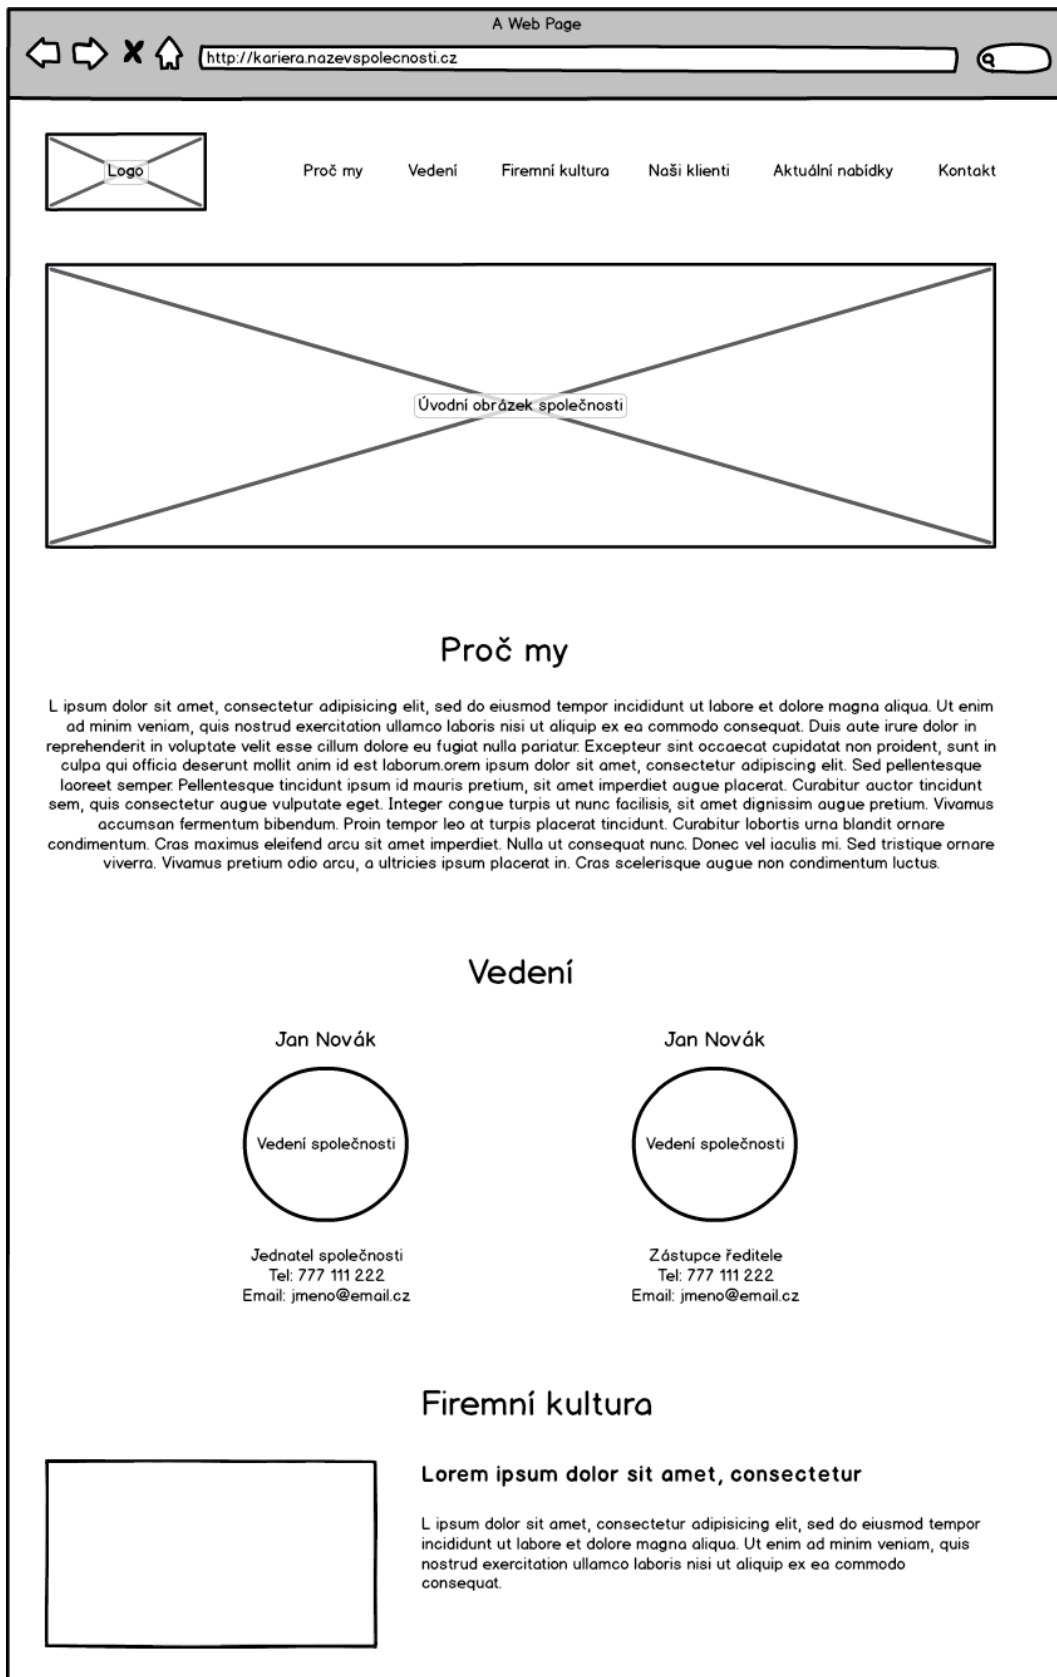 A Web Page
http://kariera.nazevspolecnosti.cz
Logo
Proč my
Vedení
Firemní kultura
Naši klienti
Aktuální nabídky
Kontakt
Úvodní obrázek společnosti
Proč my
L ipsum dolor sit amet, consectetur adipisicing elit, sed do eiusmod tempor incididunt ut labore et dolore magna aliqua. Ut enim
ad minim veniam, quis nostrud exercitation ullamco laboris nisi ut aliquip ex ea commodo consequat. Duis aute irure dolor in
reprehenderit in voluptate velit esse cillum dolore eu fugiat nulla pariatur. Excepteur sint occaecat cupidatat non proident, sunt in
culpa qui officia deserunt mollit anim id est laborum.orem ipsum dolor sit amet, consectetur adipiscing elit. Sed pellentesque
laoreet semper. Pellentesque tincidunt ipsum id mauris pretium, sit amet imperdiet augue placerat. Curabitur auctor tincidunt
sem, quis consectetur augue vulputate eget. Integer congue turpis ut nunc facilisis, sit amet dignissim augue pretium. Vivamus
accumsan fermentum bibendum. Proin tempor leo at turpis placerat tincidunt. Curabitur lobortis urna blandit ornare
condimentum. Cras maximus eleifend arcu sit amet imperdiet. Nulla ut consequat nunc. Donec vel iaculis mi. Sed tristique ornare
viverra. Vivamus pretium odio arcu, a ultricies ipsum placerat in. Cras scelerisque augue non condimentum luctus.
Vedení
Jan Novák
Vedení společnosti
Jednatel společnosti
Tel: 777 111 222
Email: jmeno@email.cz
Jan Novák
Vedení společnosti
Zástupce ředitele
Tel: 777 111 222
Email: jmeno@email.cz
Firemní kultura
Lorem ipsum dolor sit amet, consectetur
L ipsum dolor sit amet, consectetur adipisicing elit, sed do eiusmod tempor
incididunt ut labore et dolore magna aliqua. Ut enim ad minim veniam, quis
nostrud exercitation ullamco laboris nisi ut aliquip ex ea commodo
consequat.